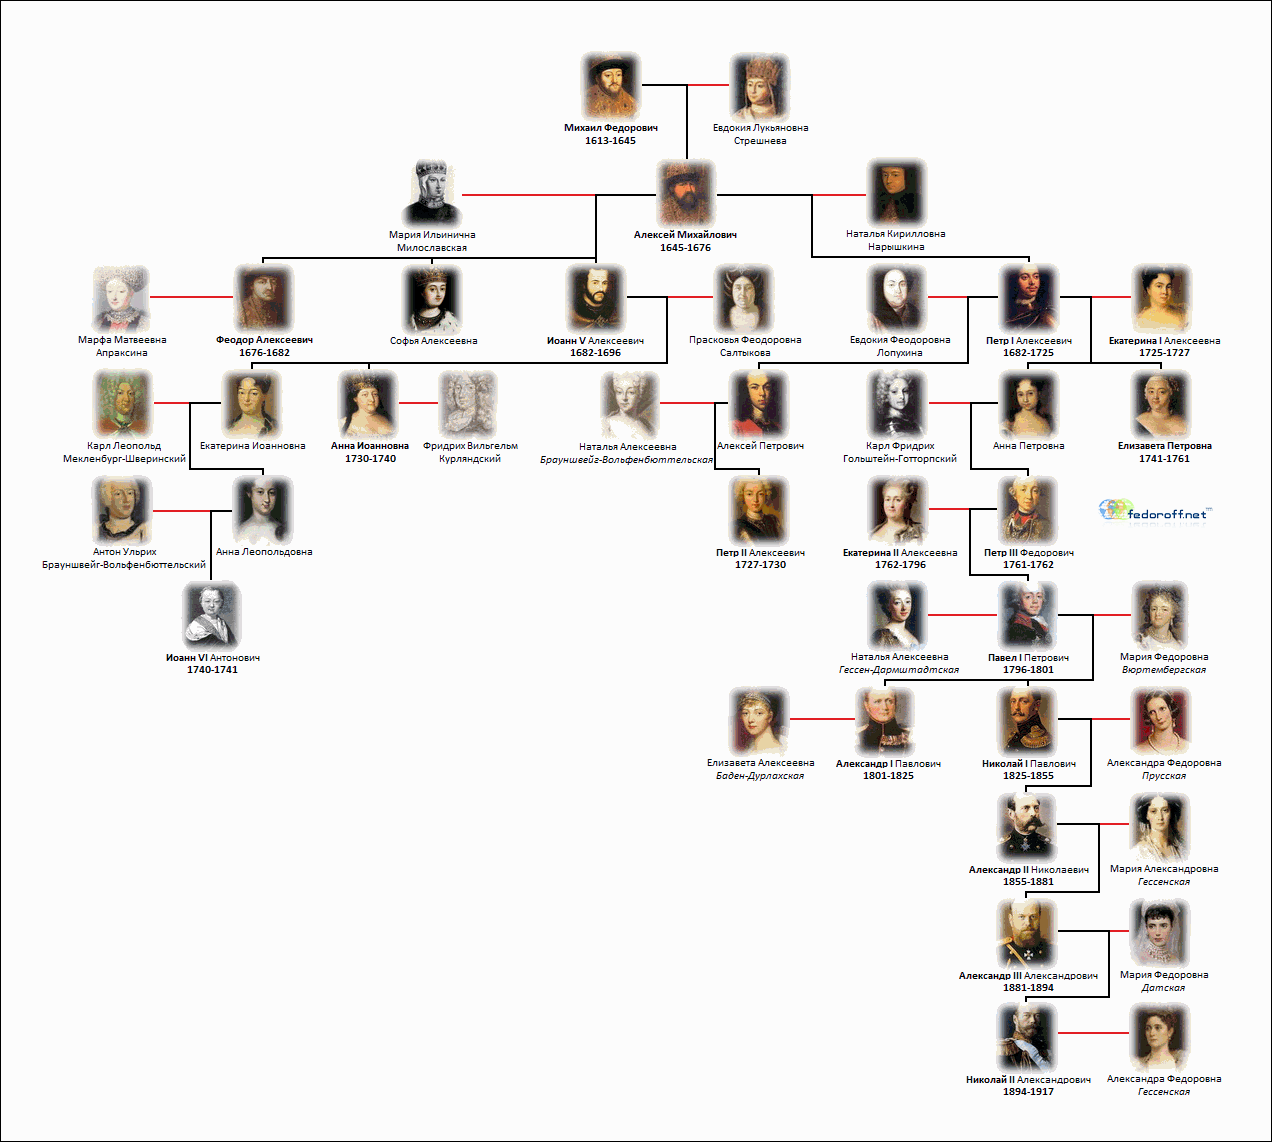 Михаил Федорович
1613-1645
Евдокия Лукьяновна
Стрешнева
Мария Ильинична
Милославская
Алексей Михайлович
1645-1676
Наталья Кирилловна
Нарышкина
Марфа Матвеевна
Апраксина
Феодор Алексеевич
1676-1682
Софья Алексеевна
Иоанн V Алексеевич
1682-1696
Прасковья Феодоровна
Салтыкова
Евдокия Феодоровна
Лопухина
Петр I Алексеевич
1682-1725
Екатерина I Алексеевна
1725-1727
Карл Леопольд
Мекленбург-Шверинский
Екатерина Иоанновна
Анна Иоанновна
1730-1740
Фридрих Вильгельм
Курляндский
Наталья Алексеевна
Брауншвейг-Вольфенбюттельская
Алексей Петрович
Карл Фридрих
Гольштейн-Готторпский
Анна Петровна
Елизавета Петровна
1741-1761
Антон Ульрих
Брауншвейг-Вольфенбюттельский
Анна Леопольдовна
Петр II Алексеевич
1727-1730
Екатерина II Алексеевна
1762-1796
Петр III Федорович
1761-1762
fedoroff.net
Иоанн VI Антонович
1740-1741
Наталья Алексеевна
Гессен-Дармштадтская
Павел I Петрович
1796-1801
Мария Федоровна
Вюртембергская
Елизавета Алексеевна
Баден-Дурлахская
Александр I Павлович
1801-1825
Николай I Павлович
1825-1855
Александра Федоровна
Прусская
Александр II Николаевич
1855-1881
Мария Александровна
Гессенская
Александр III Александрович
1881-1894
Мария Федоровна
Датская
Николай II Александрович
1894-1917
Александра Федоровна
Гессенская